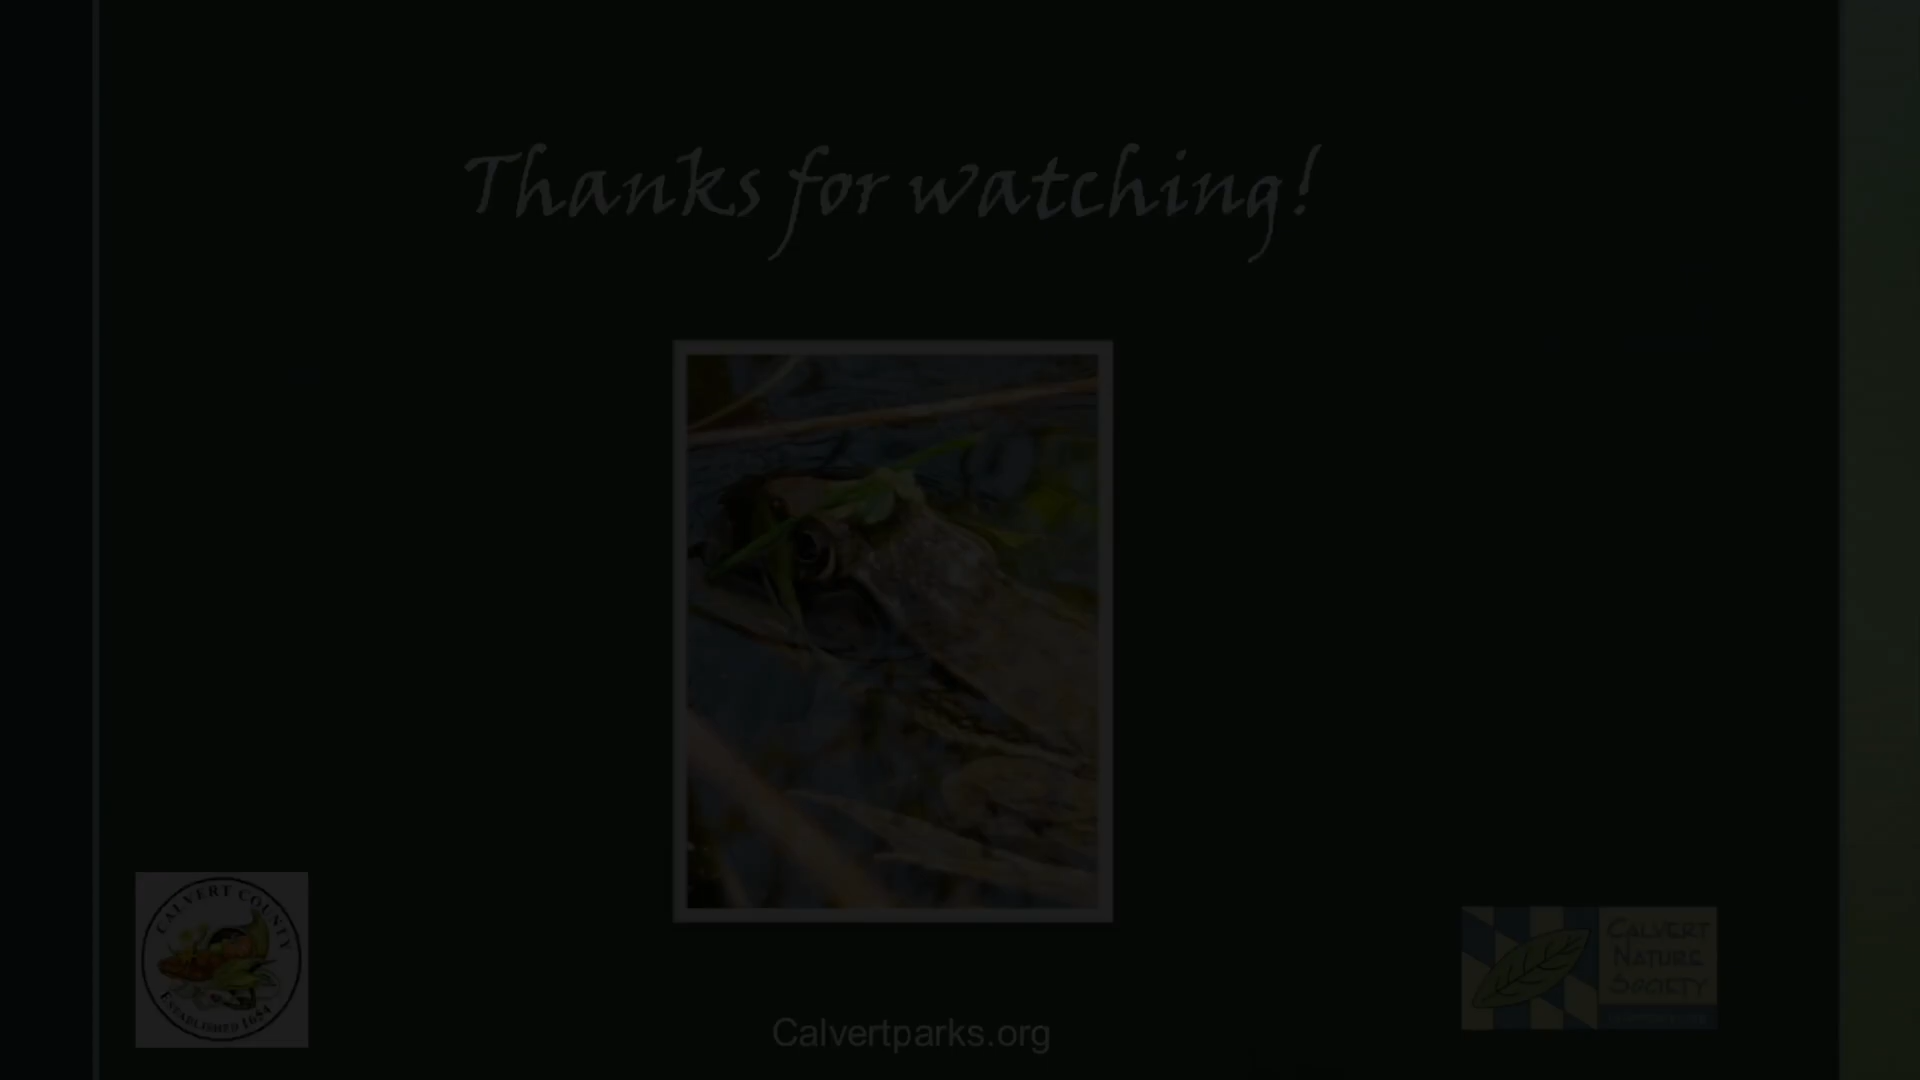 Thanks for watching!
CALVERT COUNTY
ESTABLISHED 1654
CALVERT
NATURE
SOCIETY
Calvertparks.org